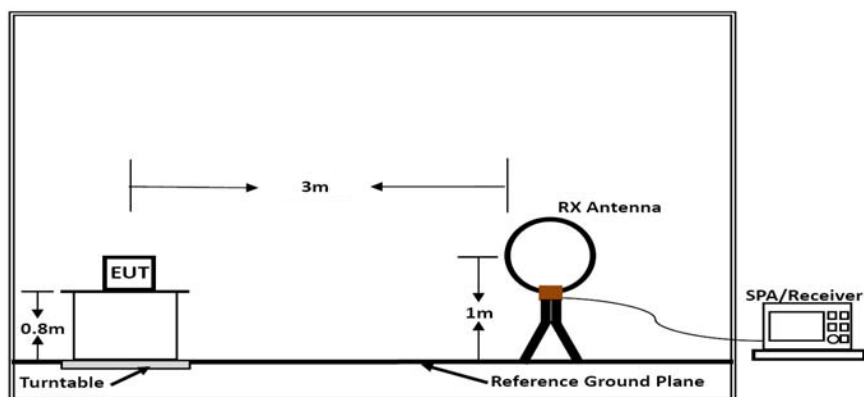 3m
RX Antenna
EUT
SPA/Receiver
0.8m
1m
Turntable
Reference Ground Plane